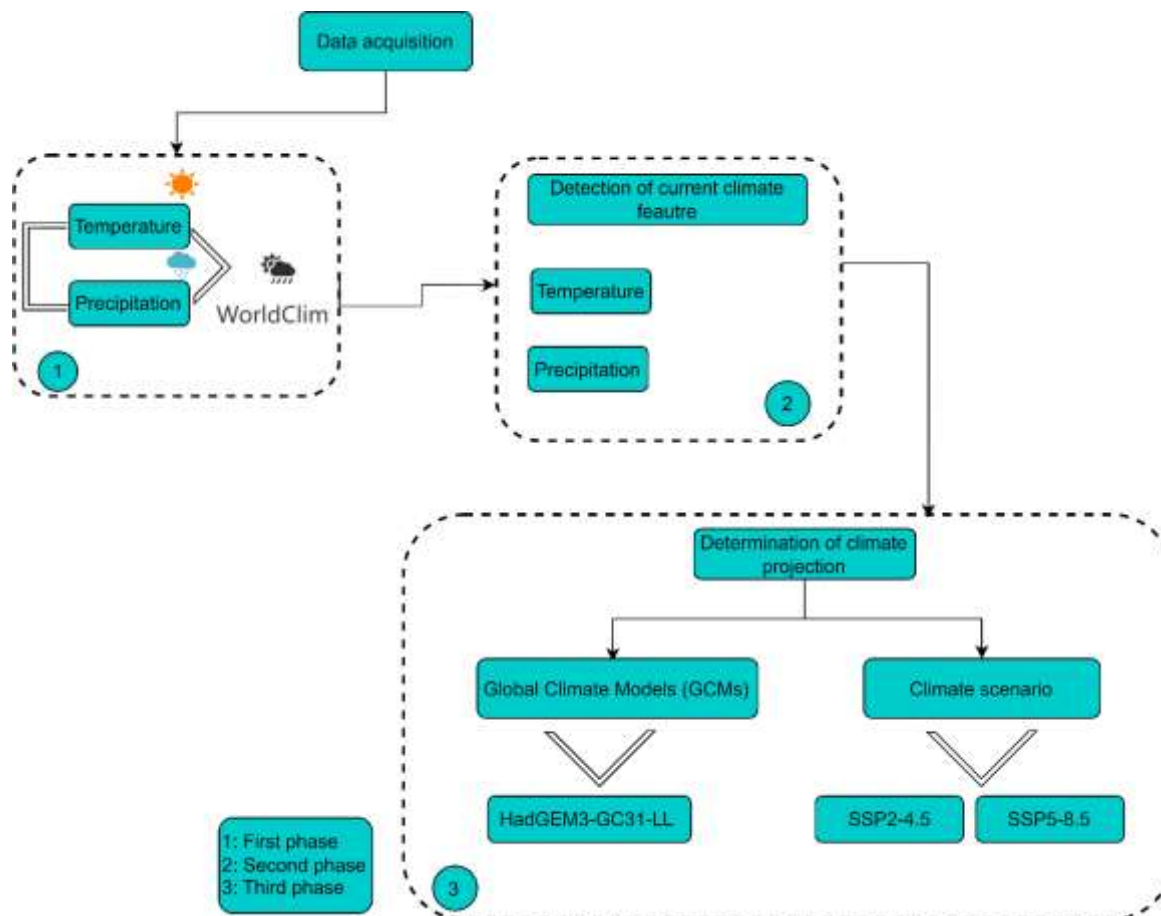 Data acquisition
Temperature
Precipitation
WorldClim
1
Detection of current climate
feautre
Temperature
Precipitation
2
Determination of climate
projection
Global Climate Models (GCMs)
Climate scenario
HadGEM3-GC31-LL
SSP2-4.5
SSP5-8.5
1: First phase
2: Second phase
3: Third phase
3